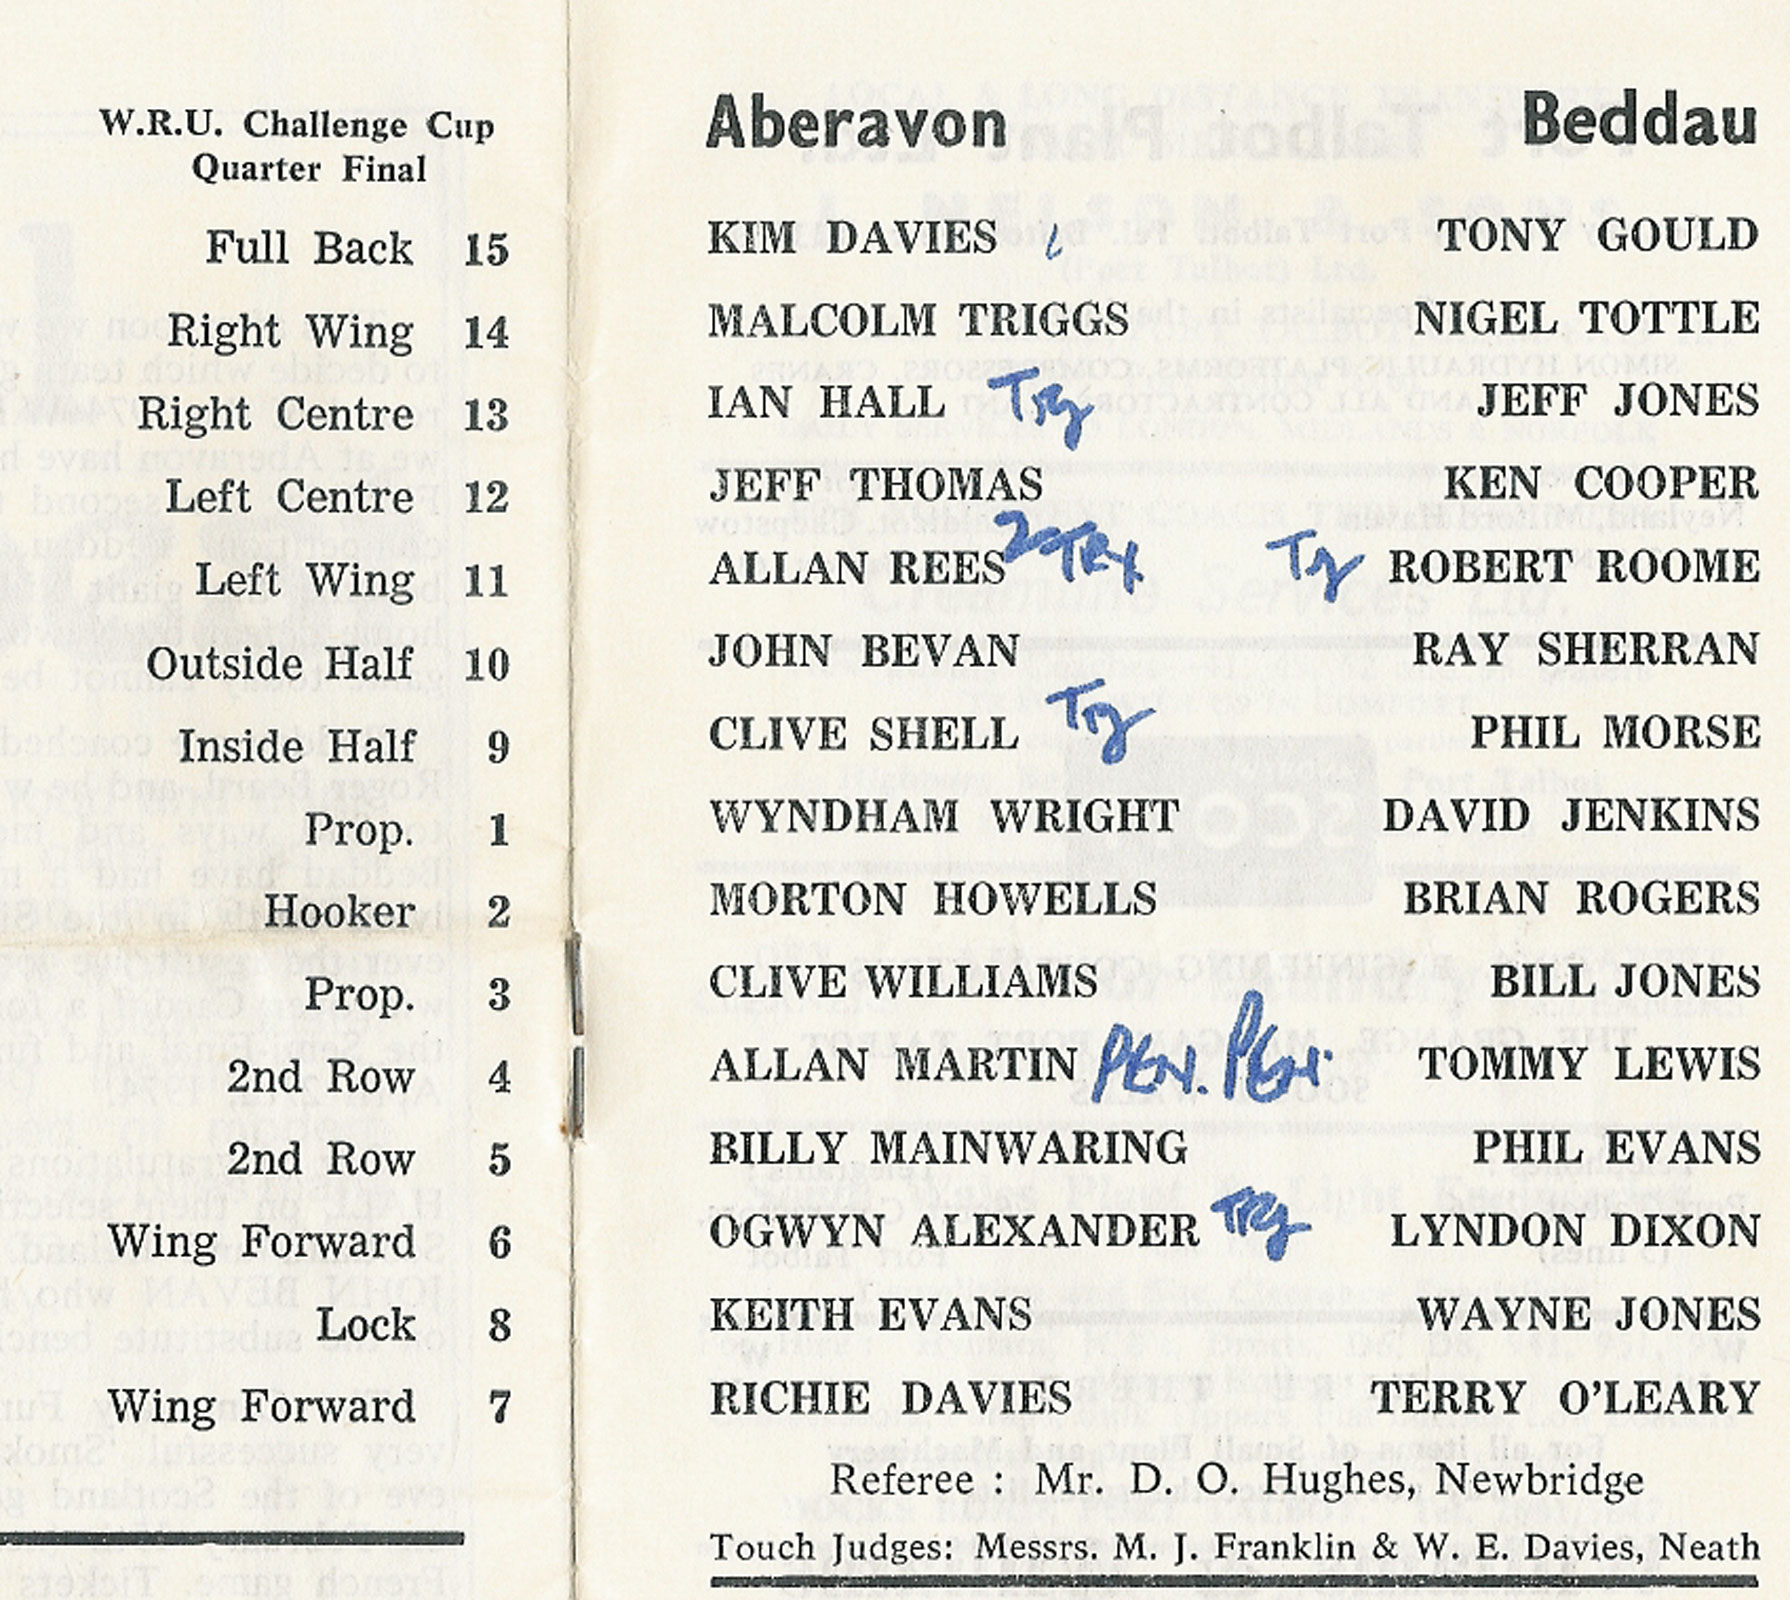 W.R.U. Challenge Cup
Quarter Final
Aberavon Beddau
Full Back 15 KIM DAVIES TONY GOULD
Right Wing 14 MALCOLM TRIGGS NIGEL TOTTLE
Right Centre 13 IAN HALL Try JEFF JONES
Left Centre 12 JEFF THOMAS KEN COOPER
Left Wing 11 ALLAN REES 2 TRY Try ROBERT ROOME
Outside Half 10 JOHN BEVAN RAY SHERRAN
Inside Half 9 CLIVE SHELL Try PHIL MORSE
Prop. 1 WYNDHAM WRIGHT DAVID JENKINS
Hooker 2 MORTON HOWELLS BRIAN ROGERS
Prop. 3 CLIVE WILLIAMS BILL JONES
2nd Row 4 ALLAN MARTIN PEN. PEN. TOMMY LEWIS
2nd Row 5 BILLY MAINWARING PHIL EVANS
Wing Forward 6 OGWYN ALEXANDER TRY LYNDON DIXON
Lock 8 KEITH EVANS WAYNE JONES
Wing Forward 7 RICHIE DAVIES TERRY O'LEARY
Referee : Mr. D. O. Hughes, Newbridge
Touch Judges: Messrs. M. J. Franklin & W. E. Davies, Neath